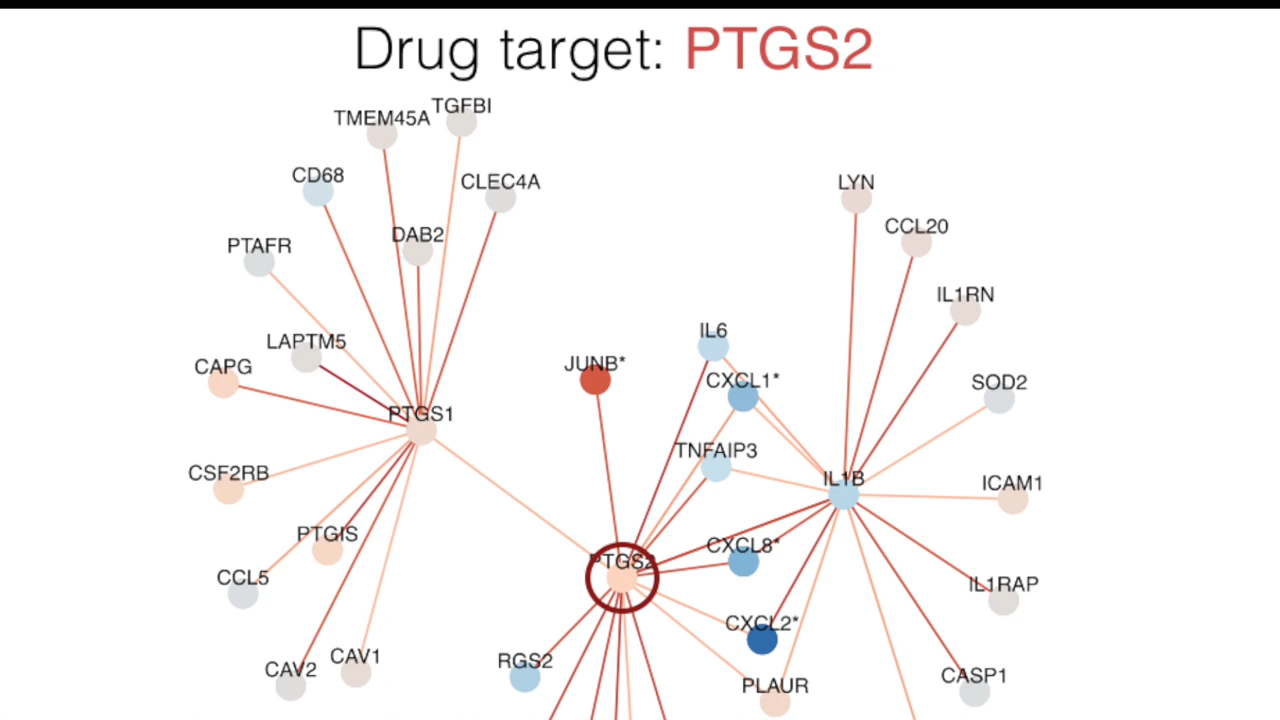 Drug target: PTGS2
TGFBI
TMEM45A
CD68
CLEC4A
LYN
CCL20
DAB2
PTAFR
IL1RN
IL6
LAPTM5
JUNB*
CAPG
CXCL1*
SOD2
PTGS1
TNFAIP3
CSF2RB
IL1B
ICAM1
PTGIS
CXCL8*
PTGS2
CCL5
IL1RAP
CXCL2*
CAV1
RGS2
CAV2
CASP1
PLAUR